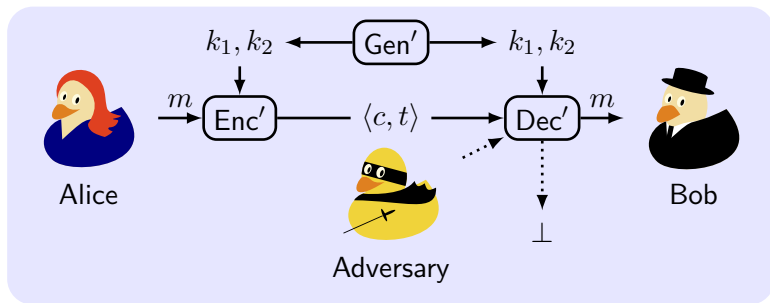 k₁, k₂ Gen′ k₁, k₂
m Enc′ ⟨c, t⟩ Dec′ m
Alice Bob
⊥
Adversary